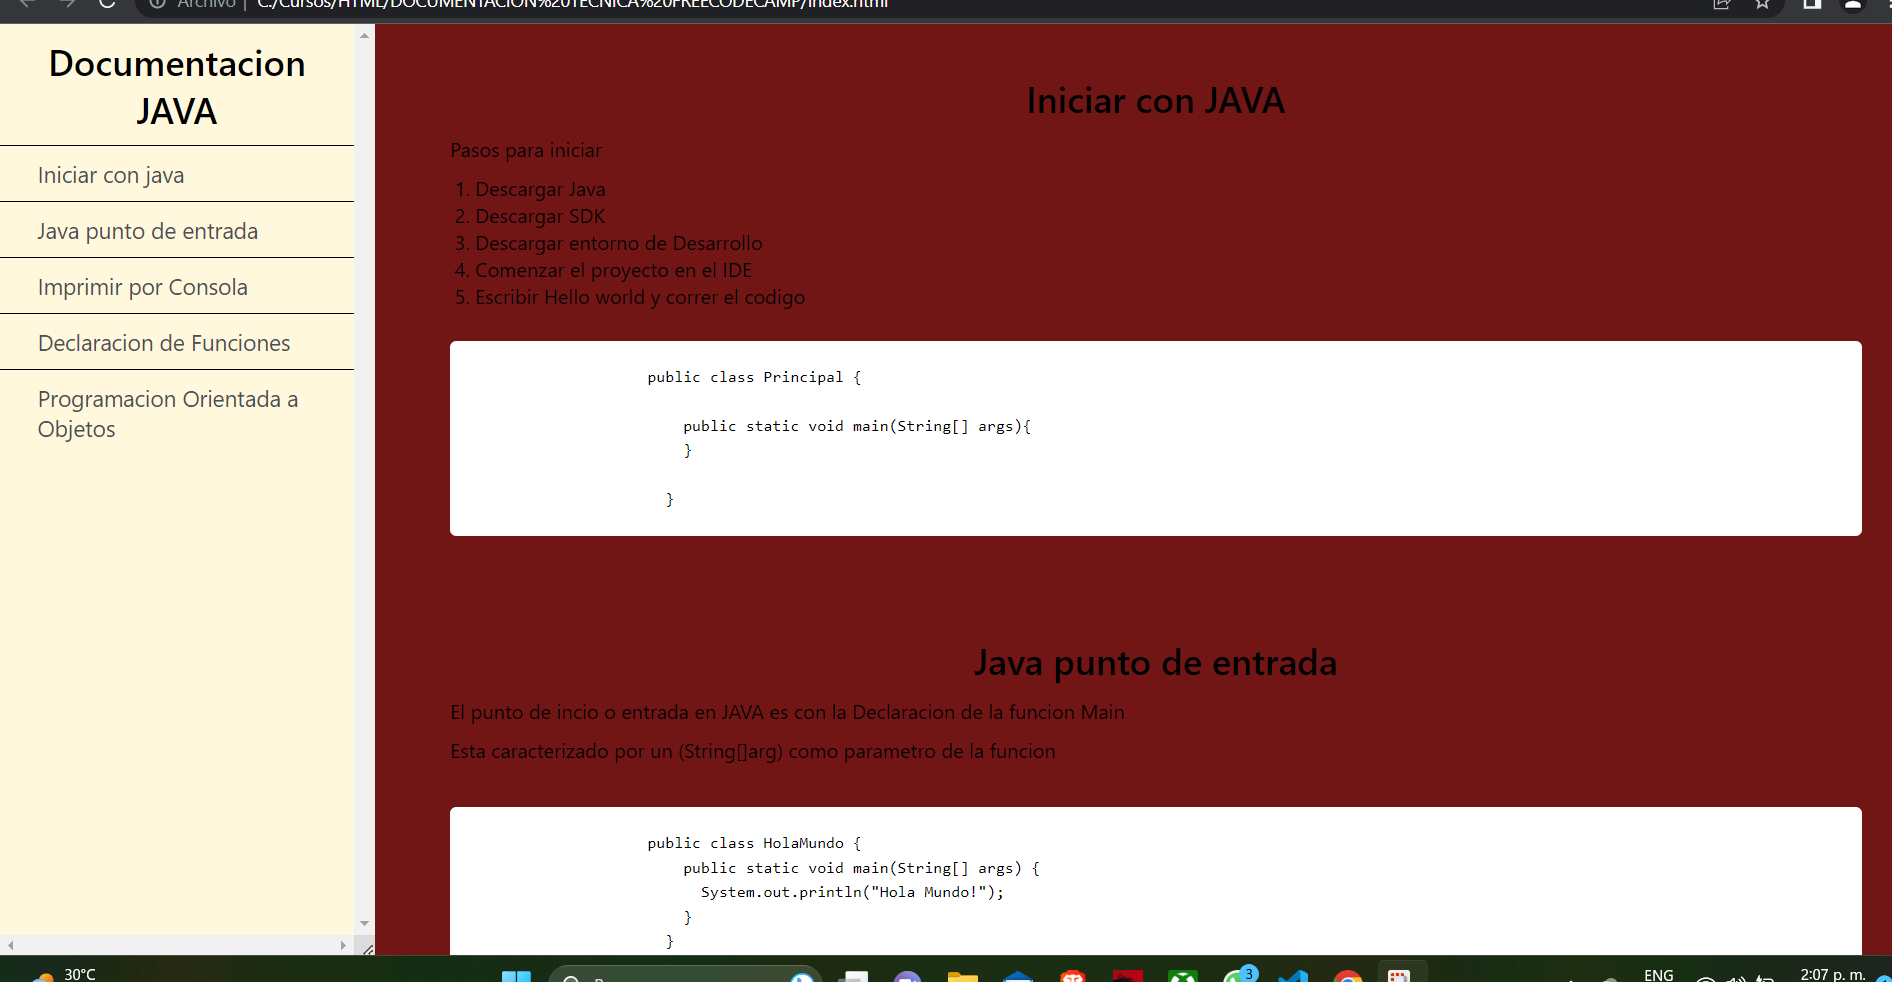 Archivo | C:/Cursos/HTML/DOCUMENTACION%20TECNICA%20FREECODECAMP/index.html
Documentacion
JAVA
Iniciar con java
Java punto de entrada
Imprimir por Consola
Declaracion de Funciones
Programacion Orientada a
Objetos
Iniciar con JAVA
Pasos para iniciar
1. Descargar Java
2. Descargar SDK
3. Descargar entorno de Desarrollo
4. Comenzar el proyecto en el IDE
5. Escribir Hello world y correr el codigo
public class Principal {
public static void main(String[] args){
}
}
Java punto de entrada
El punto de incio o entrada en JAVA es con la Declaracion de la funcion Main
Esta caracterizado por un (String[]arg) como parametro de la funcion
public class HolaMundo {
public static void main(String[] args) {
System.out.println("Hola Mundo!");
}
}
30°C
3
ENG
2:07 p. m.